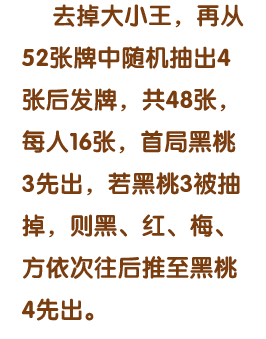 去掉大小王，再从
52张牌中随机抽出4
张后发牌，共48张，
每人16张，首局黑桃
3先出，若黑桃3被抽
掉，则黑、红、梅、
方依次往后推至黑桃
4先出。